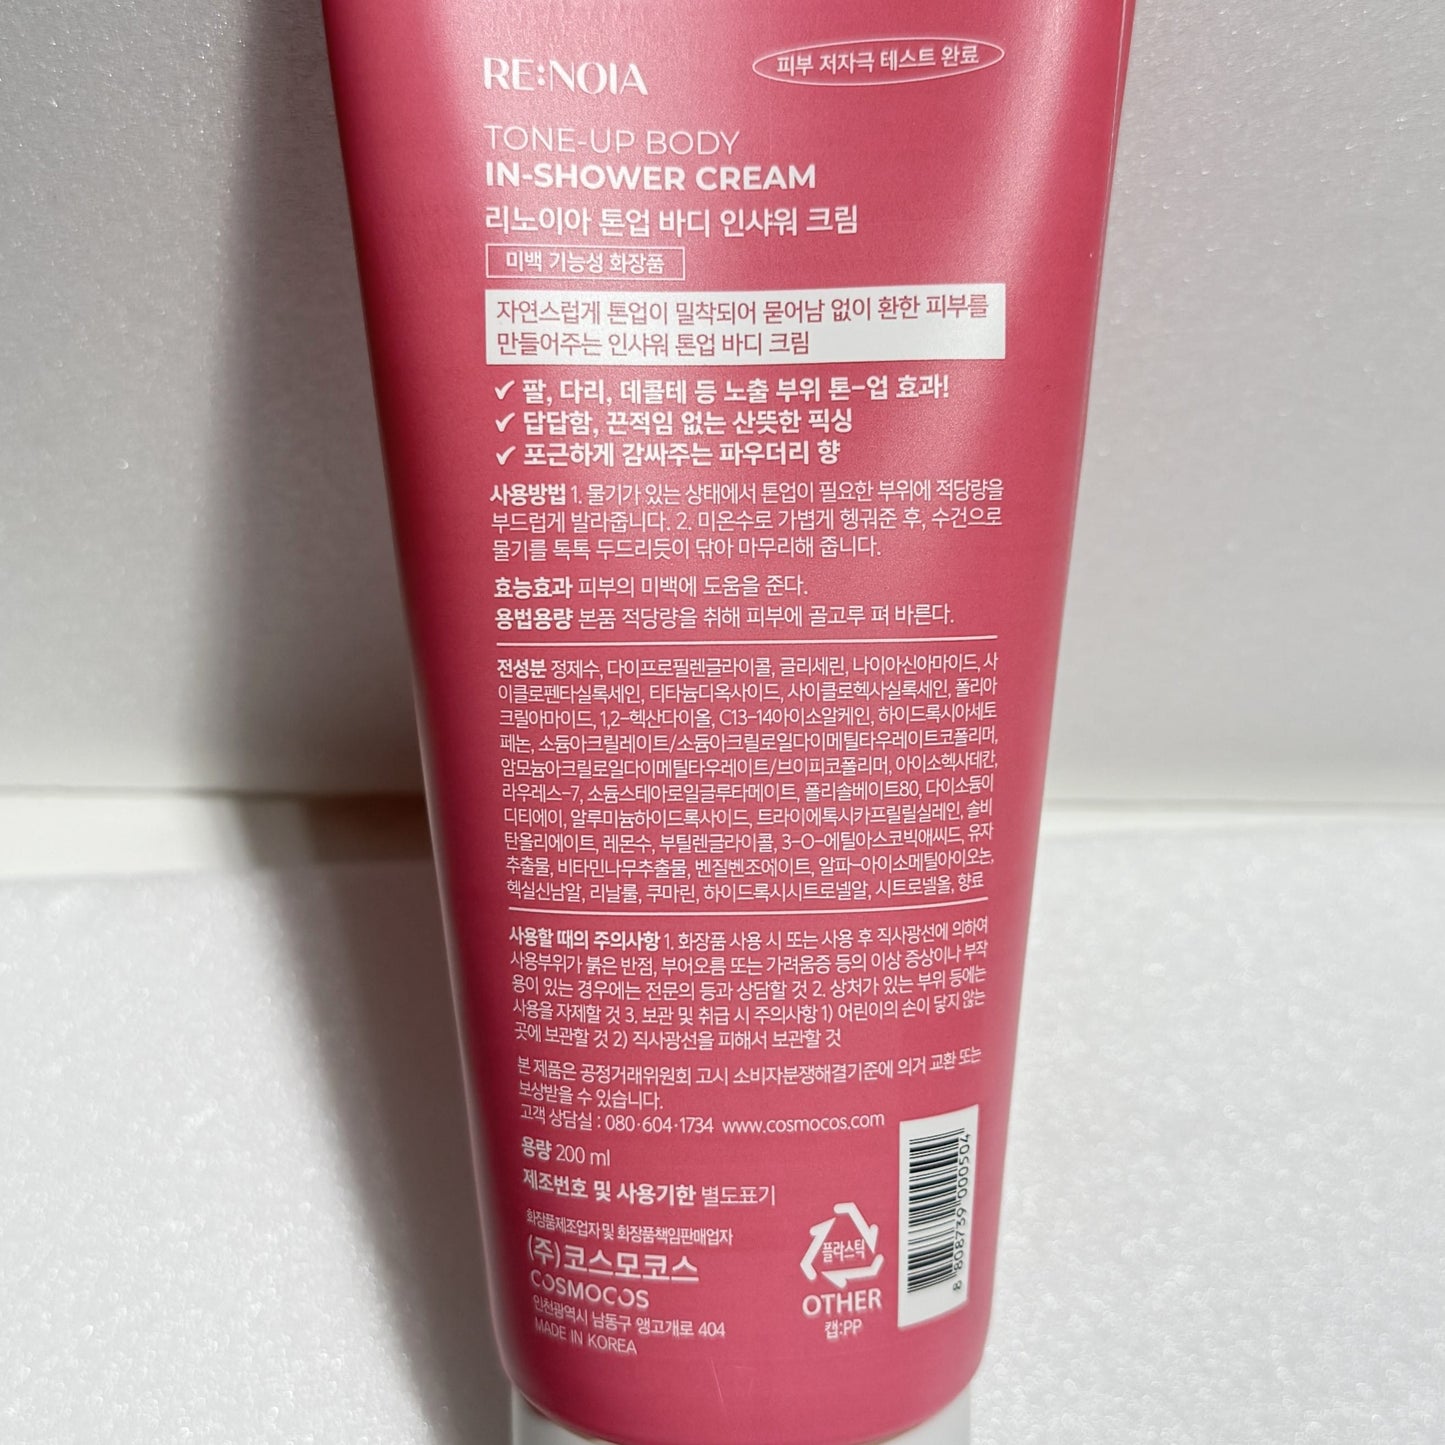 RE:NOIA
피부 저자극 테스트 완료
TONE-UP BODY
IN-SHOWER CREAM
리노이아 톤업 바디 인샤워 크림
미백 기능성 화장품
자연스럽게 톤업이 밀착되어 묻어남 없이 환한 피부를
만들어주는 인샤워 톤업 바디 크림
✓ 팔, 다리, 데콜테 등 노출 부위 톤-업 효과!
✓ 답답함, 끈적임 없는 산뜻한 픽싱
✓ 포근하게 감싸주는 파우더리 향
사용방법 1. 물기가 있는 상태에서 톤업이 필요한 부위에 적당량을
부드럽게 발라줍니다. 2. 미온수로 가볍게 헹궈준 후, 수건으로
물기를 톡톡 두드리듯이 닦아 마무리해 줍니다.
효능효과 피부의 미백에 도움을 준다.
용법용량 본품 적당량을 취해 피부에 골고루 펴 바른다.
전성분 정제수, 다이프로필렌글라이콜, 글리세린, 나이아신아마이드, 사
이클로펜타실록세인, 티타늄디옥사이드, 사이클로헥사실록세인, 폴리아
크릴아마이드, 1,2-헥산다이올, C13-14아이소알케인, 하이드록시아세토
페논, 소듐아크릴레이트/소듐아크릴로일다이메틸타우레이트코폴리머,
암모늄아크릴로일다이메틸타우레이트/브이피코폴리머, 아이소헥사데칸,
라우레스-7, 소듐스테아로일글루타메이트, 폴리솔베이트80, 다이소듐이
디티에이, 알루미늄하이드록사이드, 트라이에톡시카프릴릴실레인, 솔비
탄올리에이트, 레몬수, 부틸렌글라이콜, 3-O-에틸아스코빅애씨드, 유자
추출물, 비타민나무추출물, 벤질벤조에이트, 알파-아이소메틸아이오논,
헥실신남알, 리날룰, 쿠마린, 하이드록시시트로넬알, 시트로넬올, 향료
사용할 때의 주의사항 1. 화장품 사용 시 또는 사용 후 직사광선에 의하여
사용부위가 붉은 반점, 부어오름 또는 가려움증 등의 이상 증상이나 부작
용이 있는 경우에는 전문의 등과 상담할 것 2. 상처가 있는 부위 등에는
사용을 자제할 것 3. 보관 및 취급 시 주의사항 1) 어린이의 손이 닿지 않는
곳에 보관할 것 2) 직사광선을 피해서 보관할 것
본 제품은 공정거래위원회 고시 소비자분쟁해결기준에 의거 교환 또는
보상받을 수 있습니다.
고객 상담실 : 080·604·1734 www.cosmocos.com
용량 200 ml
제조번호 및 사용기한 별도표기
화장품제조업자 및 화장품책임판매업자
(주)코스모코스
COSMOCOS
인천광역시 남동구 앵고개로 404
MADE IN KOREA
플라스틱
OTHER
캡:PP
8 808739 000504